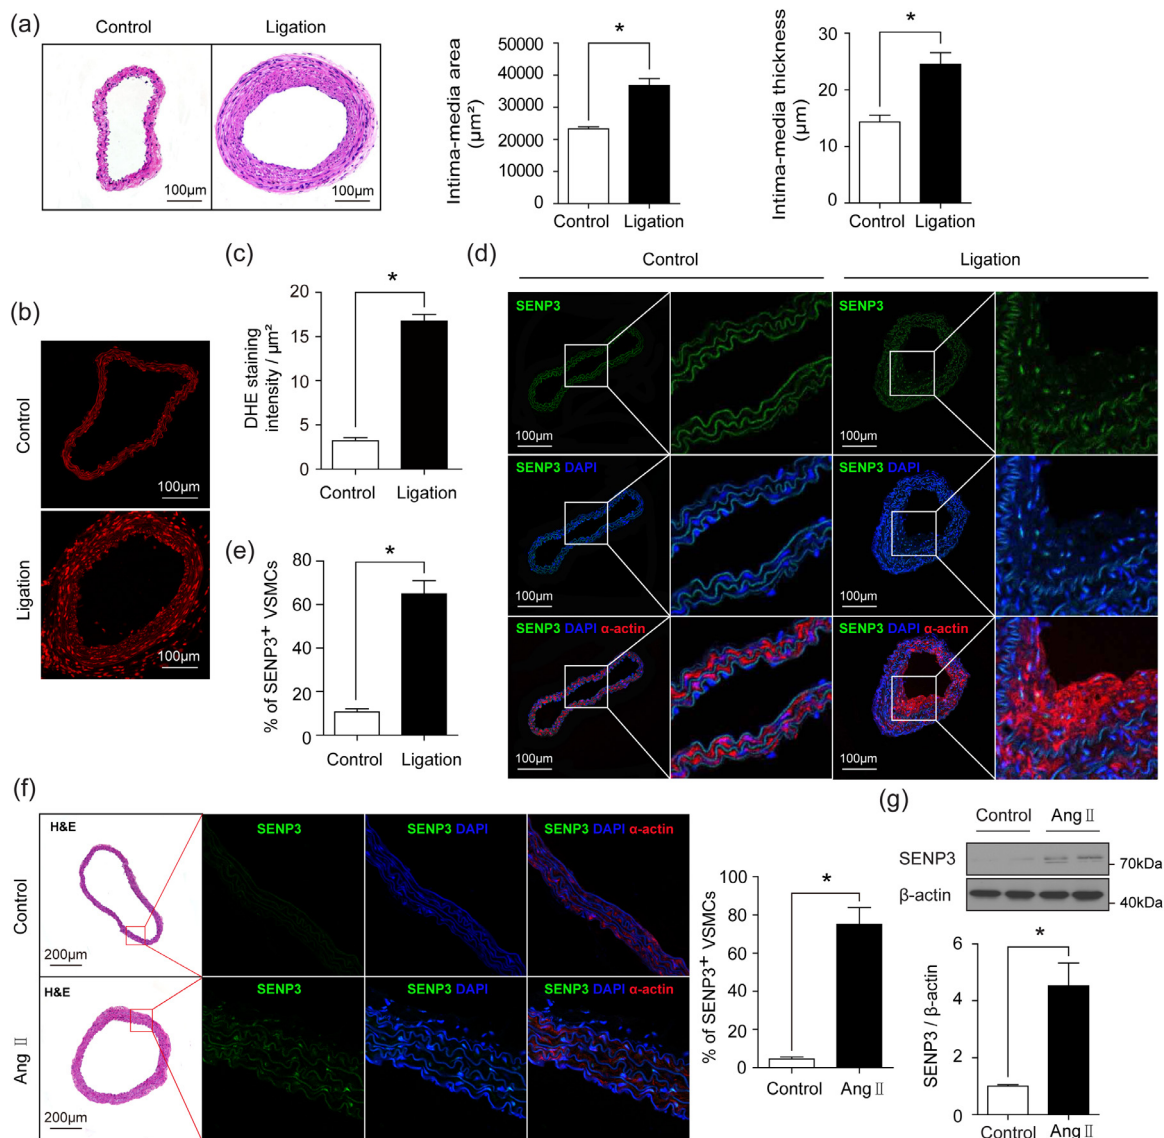 (a)
Control
Ligation
100µm
100µm
Intima-media area
(µm²)
50000
40000
30000
20000
10000
0
*
Control
Ligation
Intima-media thickness
(µm)
30
20
10
0
*
Control
Ligation
(b)
Control
100µm
Ligation
100µm
(c)
DHE staining
intensity / µm²
20
15
10
5
0
*
Control
Ligation
(d)
Control
Ligation
SENP3
100µm
SENP3
100µm
SENP3 DAPI
100µm
SENP3 DAPI
100µm
SENP3 DAPI α-actin
100µm
SENP3 DAPI α-actin
100µm
(e)
% of SENP3+ VSMCs
80
60
40
20
0
*
Control
Ligation
(f)
Control
H&E
200µm
SENP3
SENP3 DAPI
SENP3 DAPI α-actin
Ang Ⅱ
H&E
200µm
SENP3
SENP3 DAPI
SENP3 DAPI α-actin
% of SENP3+ VSMCs
100
80
60
40
20
0
*
Control
Ang Ⅱ
(g)
Control
Ang Ⅱ
SENP3
70kDa
β-actin
40kDa
SENP3 / β-actin
6
4
2
0
*
Control
Ang Ⅱ